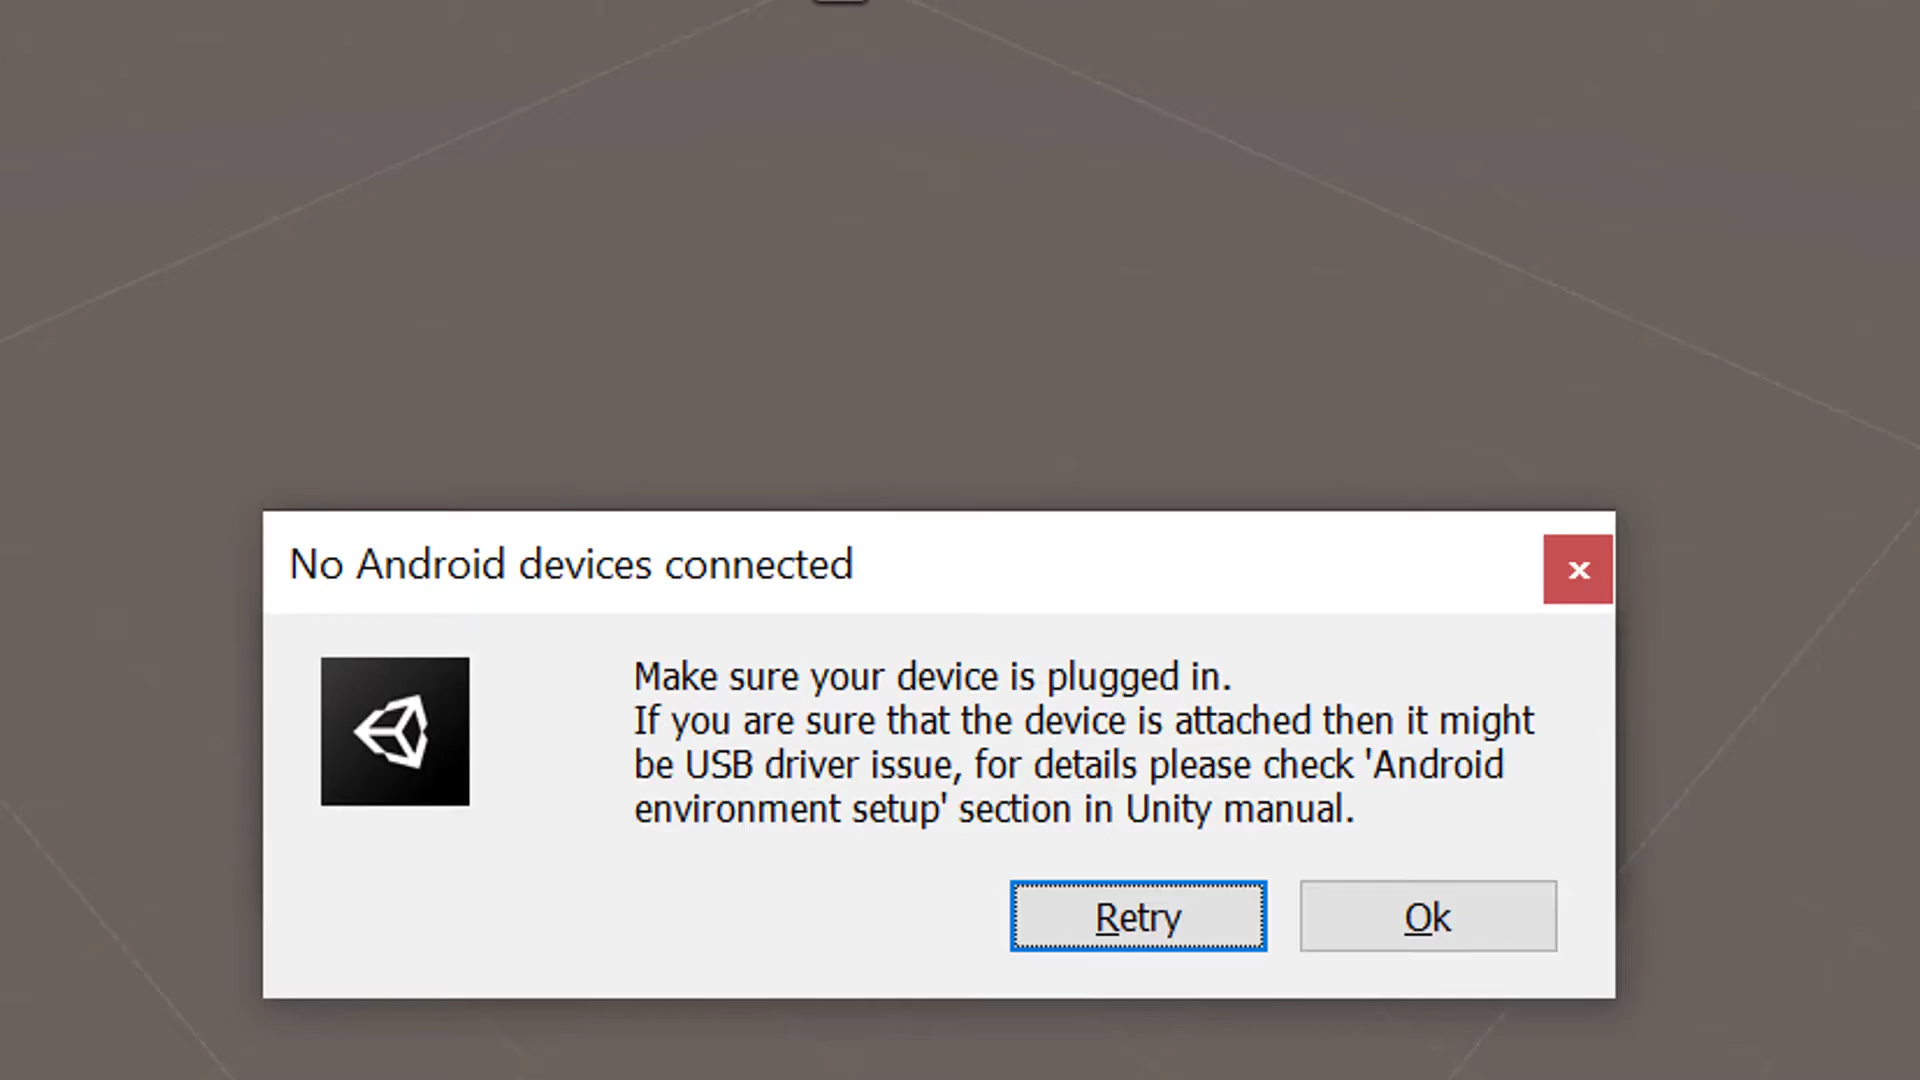 No Android devices connected
Make sure your device is plugged in.
If you are sure that the device is attached then it might
be USB driver issue, for details please check 'Android
environment setup' section in Unity manual.
Retry
Ok